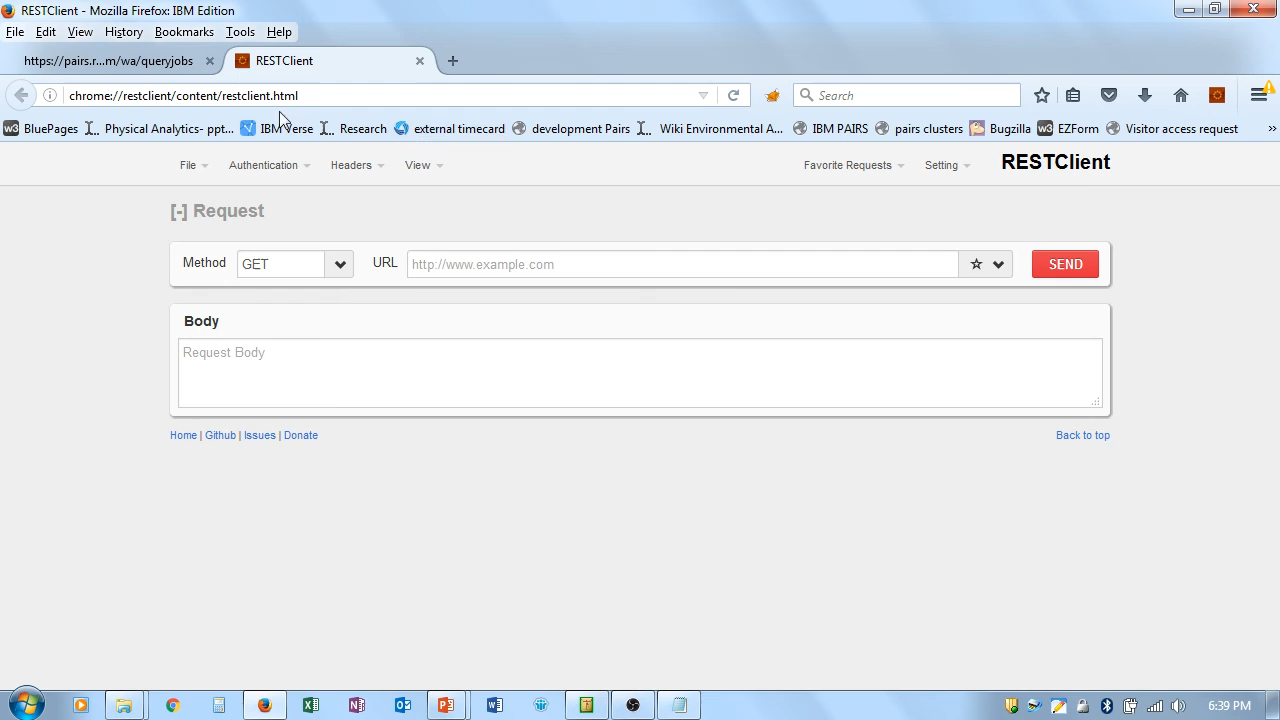 RESTClient - Mozilla Firefox: IBM Edition
File Edit View History Bookmarks Tools Help
https://pairs.r...m/wa/queryjobs RESTClient
chrome://restclient/content/restclient.html Search
w3 BluePages Physical Analytics- ppt... IBM Verse Research external timecard development Pairs Wiki Environmental A... IBM PAIRS pairs clusters Bugzilla w3 EZForm Visitor access request »
File Authentication Headers View Favorite Requests Setting RESTClient
[-] Request
Method GET URL http://www.example.com SEND
Body
Request Body
Home | Github | Issues | Donate Back to top
6:39 PM